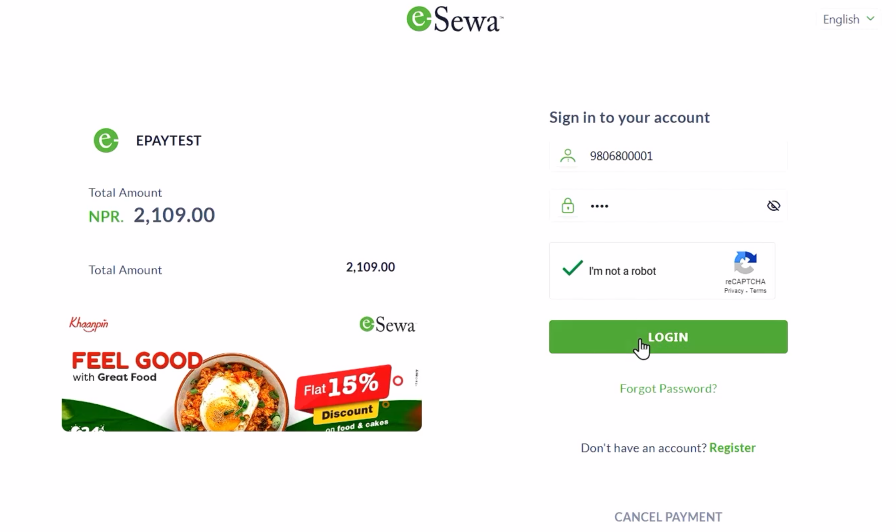 e-Sewa
English
EPAYTEST
Total Amount
NPR. 2,109.00
Total Amount 2,109.00
Khaanpin
eSewa
FEEL GOOD
with Great Food
Flat 15%
Discount
on food & cakes
Sign in to your account
9806800001
••••
I'm not a robot
reCAPTCHA
Privacy - Terms
LOGIN
Forgot Password?
Don't have an account? Register
CANCEL PAYMENT